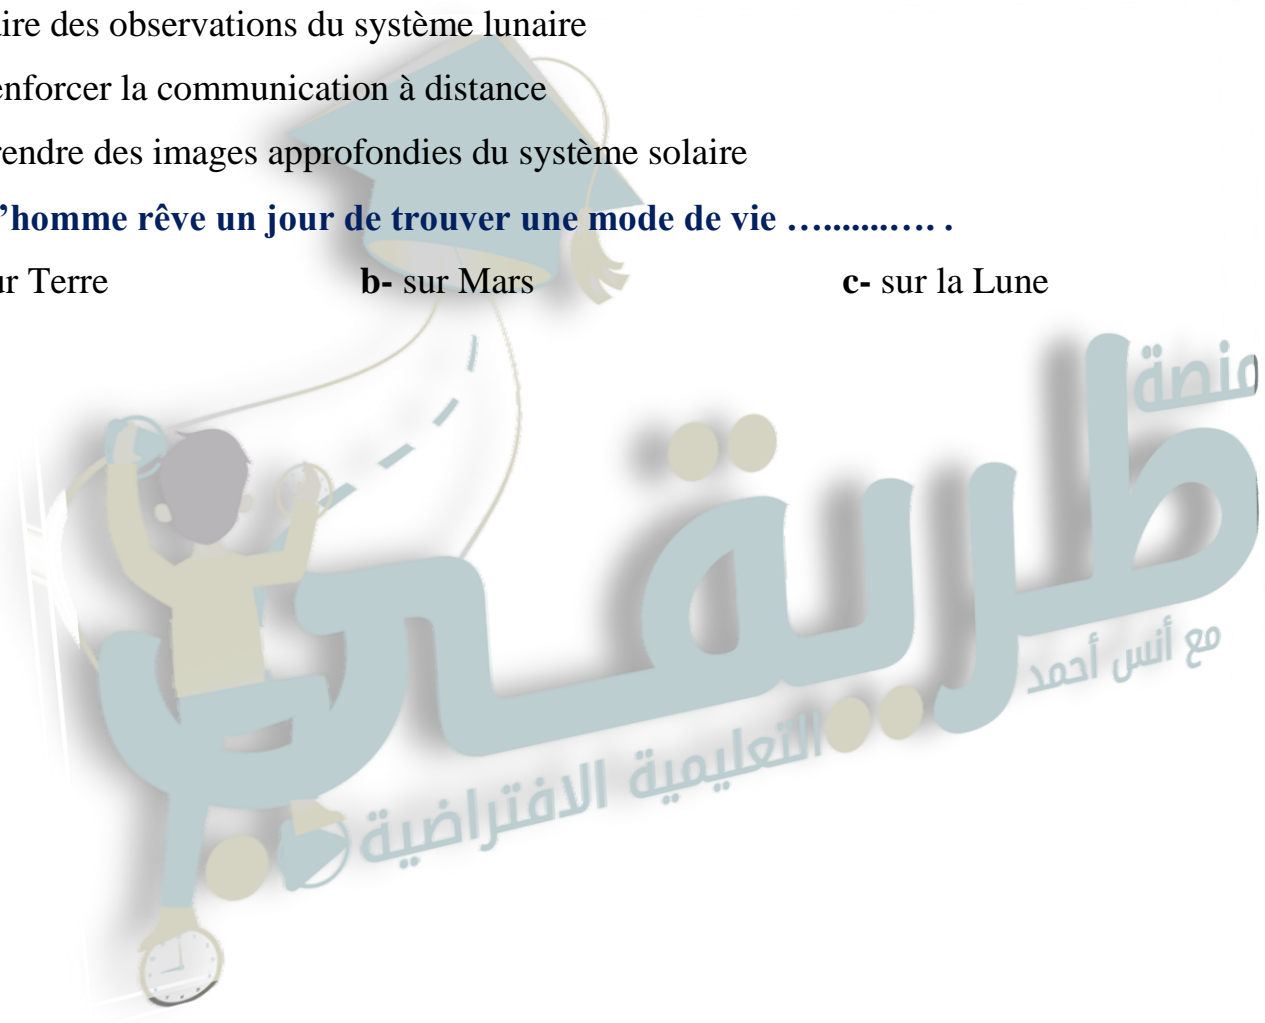 ire des observations du système lunaire
enforcer la communication à distance
rendre des images approfondies du système solaire
’homme rêve un jour de trouver une mode de vie …........…. .
ur Terre b- sur Mars c- sur la Lune
منصة
طريقي
مع أنس أحمد
التعليمية الافتراضية